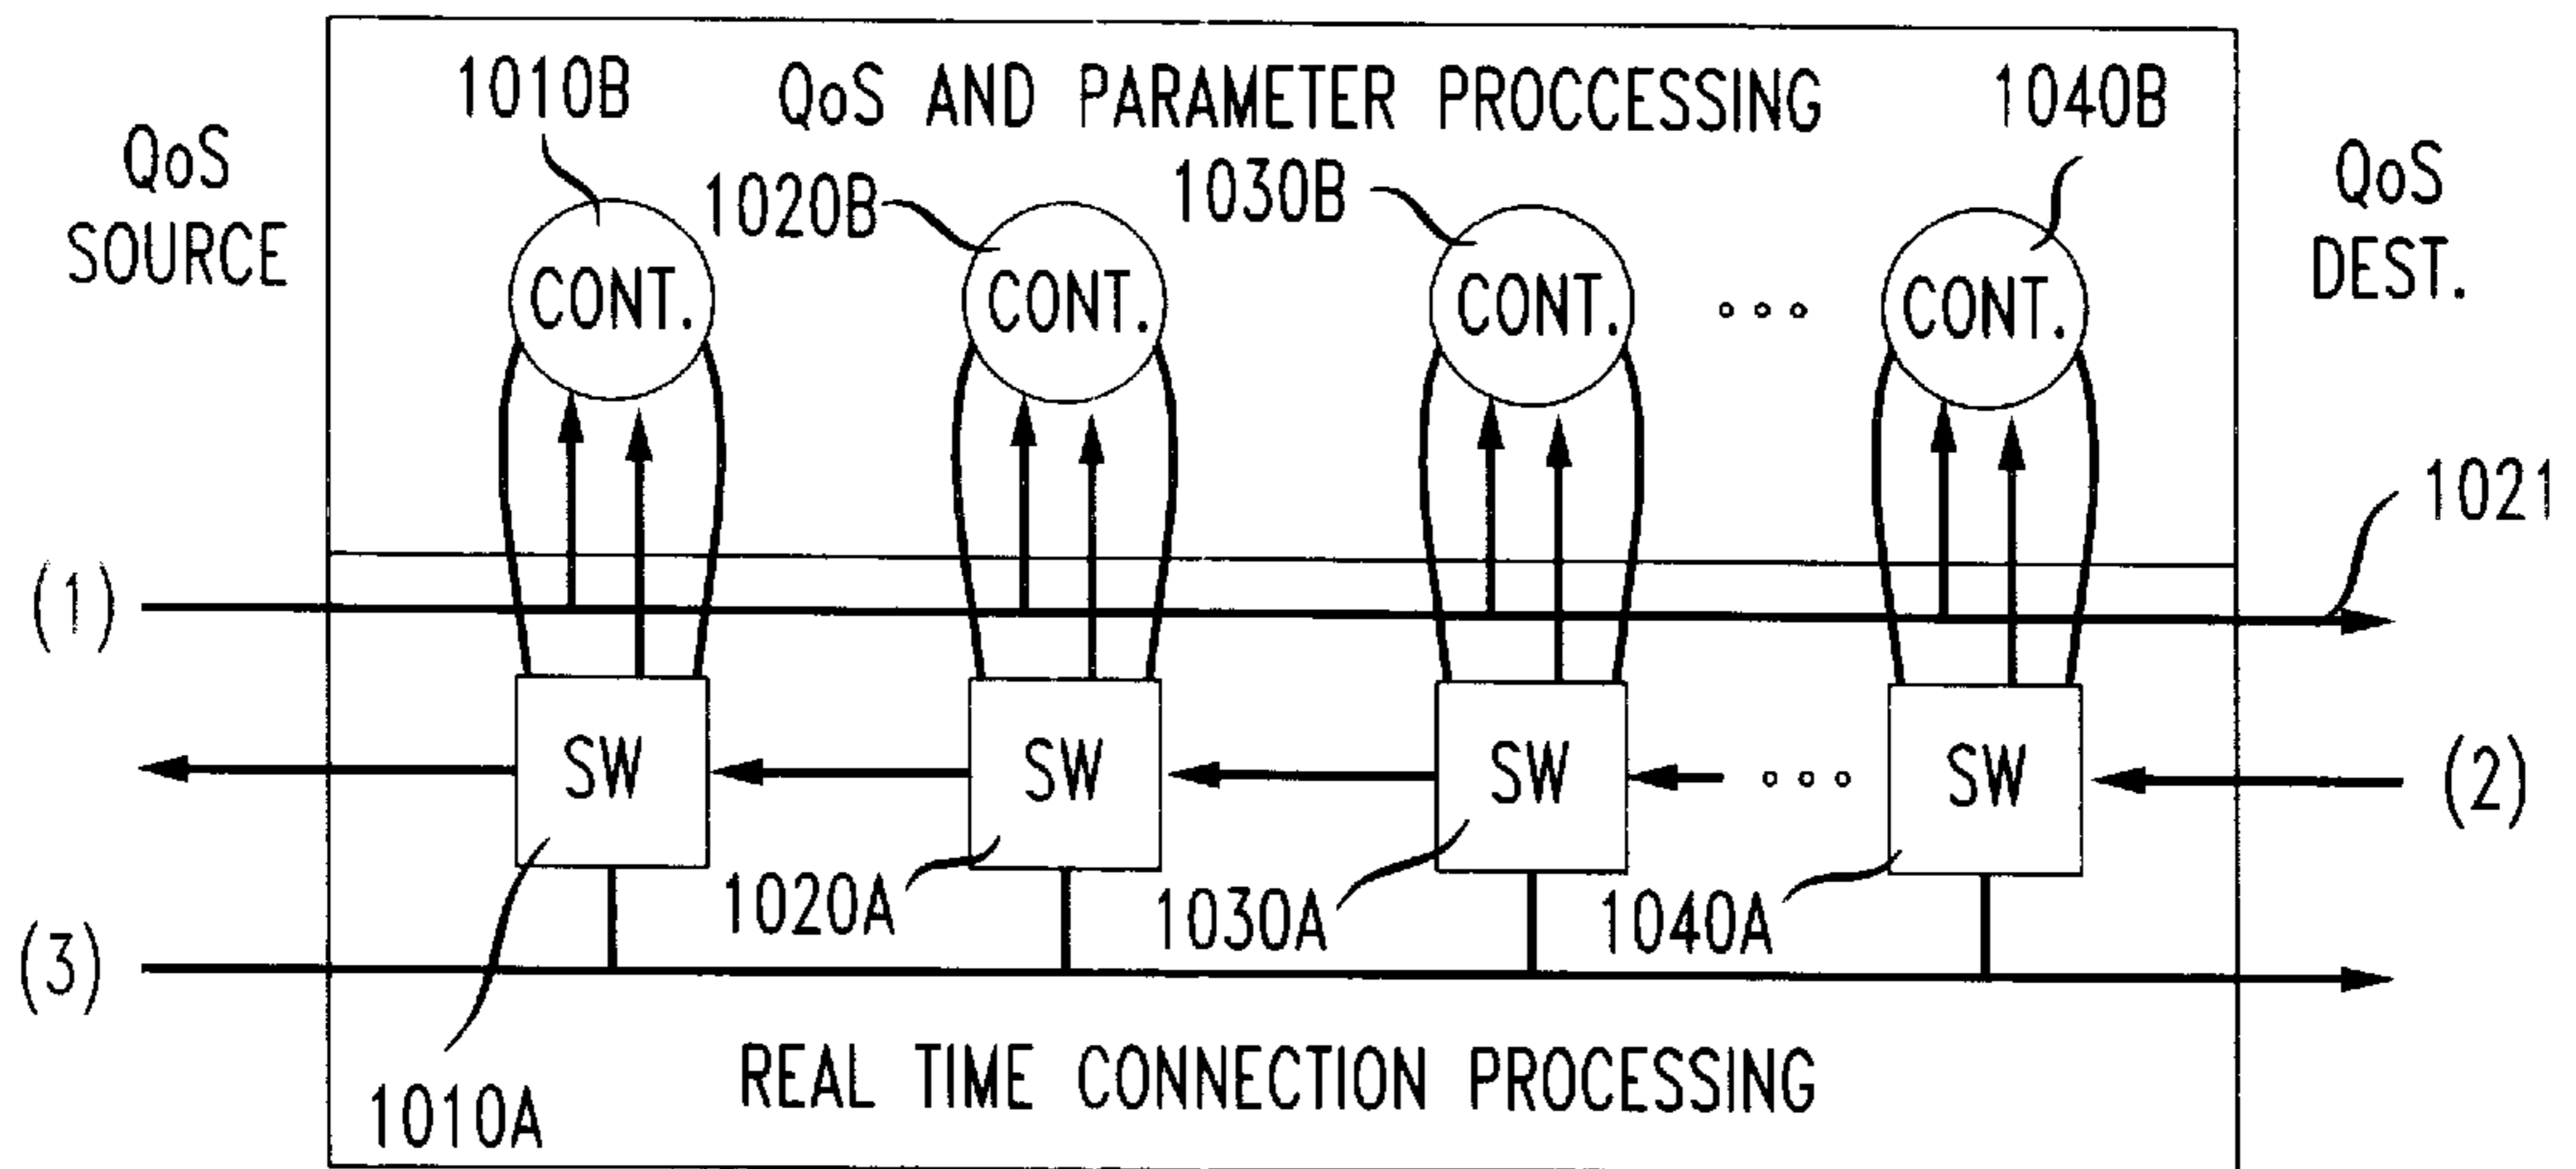 QoS AND PARAMETER PROCCESSING
1010B
1040B
QoS
SOURCE
1020B
1030B
QoS
DEST.
CONT.
CONT.
CONT.
CONT.
1021
(1)
SW
SW
SW
SW
(2)
1020A
1030A
1040A
(3)
1010A
REAL TIME CONNECTION PROCESSING